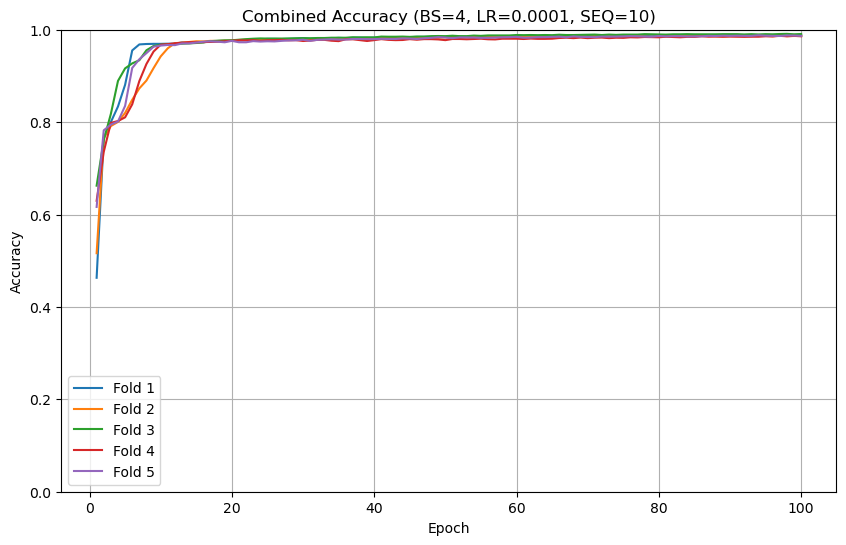 Combined Accuracy (BS=4, LR=0.0001, SEQ=10)
1.0
0.8
0.6
0.4
0.2
0.0
Accuracy
Fold 1
Fold 2
Fold 3
Fold 4
Fold 5
0 20 40 60 80 100
Epoch